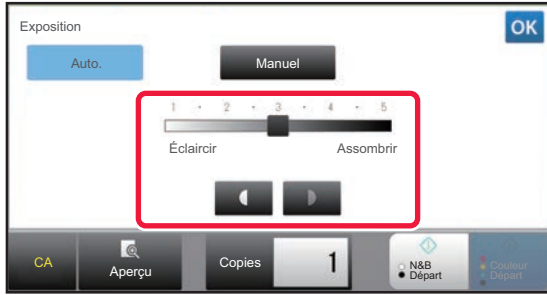 Exposition
OK
Auto.
Manuel
1 · 2 · 3 · 4 · 5
Éclaircir
Assombrir
CA
Aperçu
Copies
1
N&B
Départ
Couleur
Départ